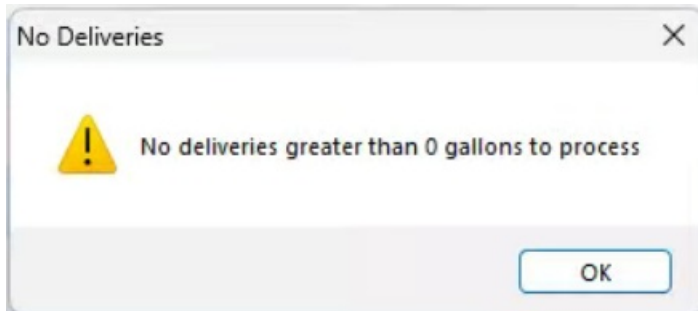 No Deliveries
No deliveries greater than 0 gallons to process
OK